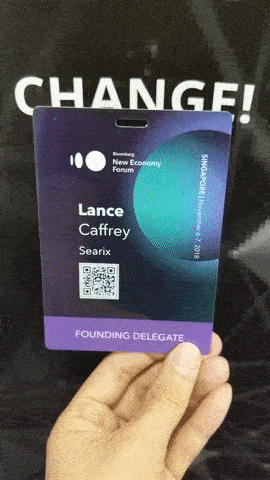 CHANGE!
Bloomberg
New Economy
Forum
SINGAPORE | November 6-7, 2018
Lance
Caffrey
Searix
FOUNDING DELEGATE